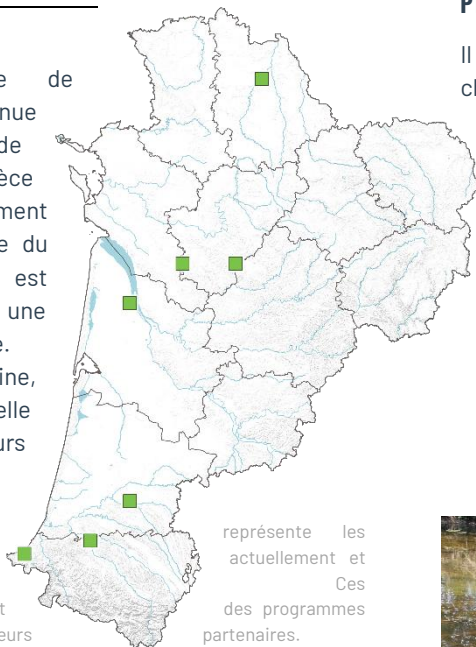 P
Il
e de
nue
de
èce
ment
e du
est
une
e.
ine,
elle
urs
représente les
actuellement et
Ces
t des programmes
eurs partenaires.